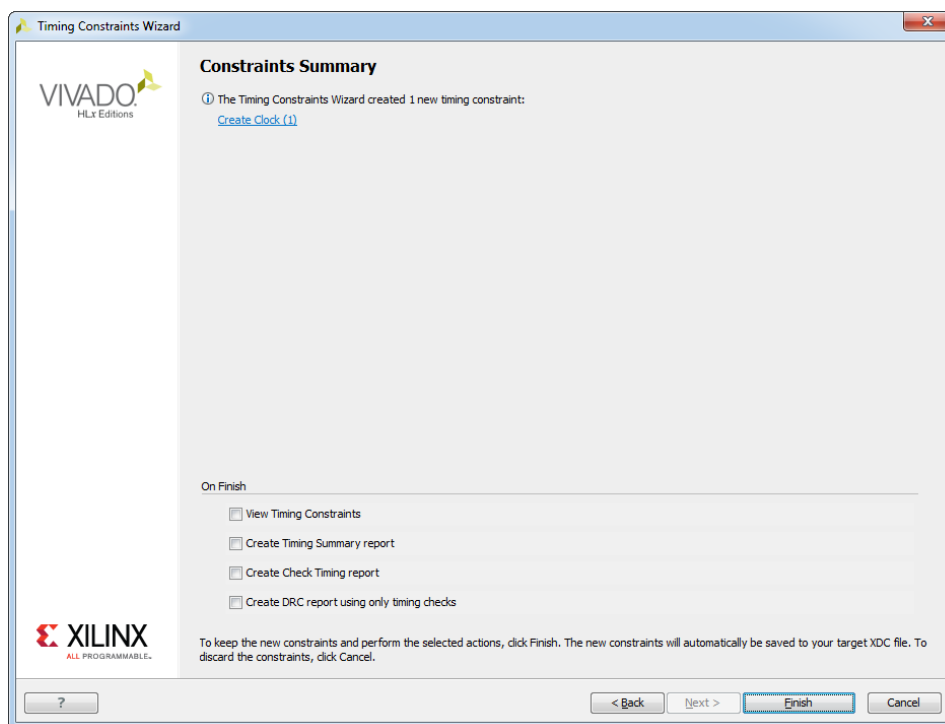 Timing Constraints Wizard
VIVADO.
HLx Editions
Constraints Summary
The Timing Constraints Wizard created 1 new timing constraint:
Create Clock (1)
On Finish
View Timing Constraints
Create Timing Summary report
Create Check Timing report
Create DRC report using only timing checks
XILINX
ALL PROGRAMMABLE.
To keep the new constraints and perform the selected actions, click Finish. The new constraints will automatically be saved to your target XDC file. To
discard the constraints, click Cancel.
? < Back Next > Finish Cancel